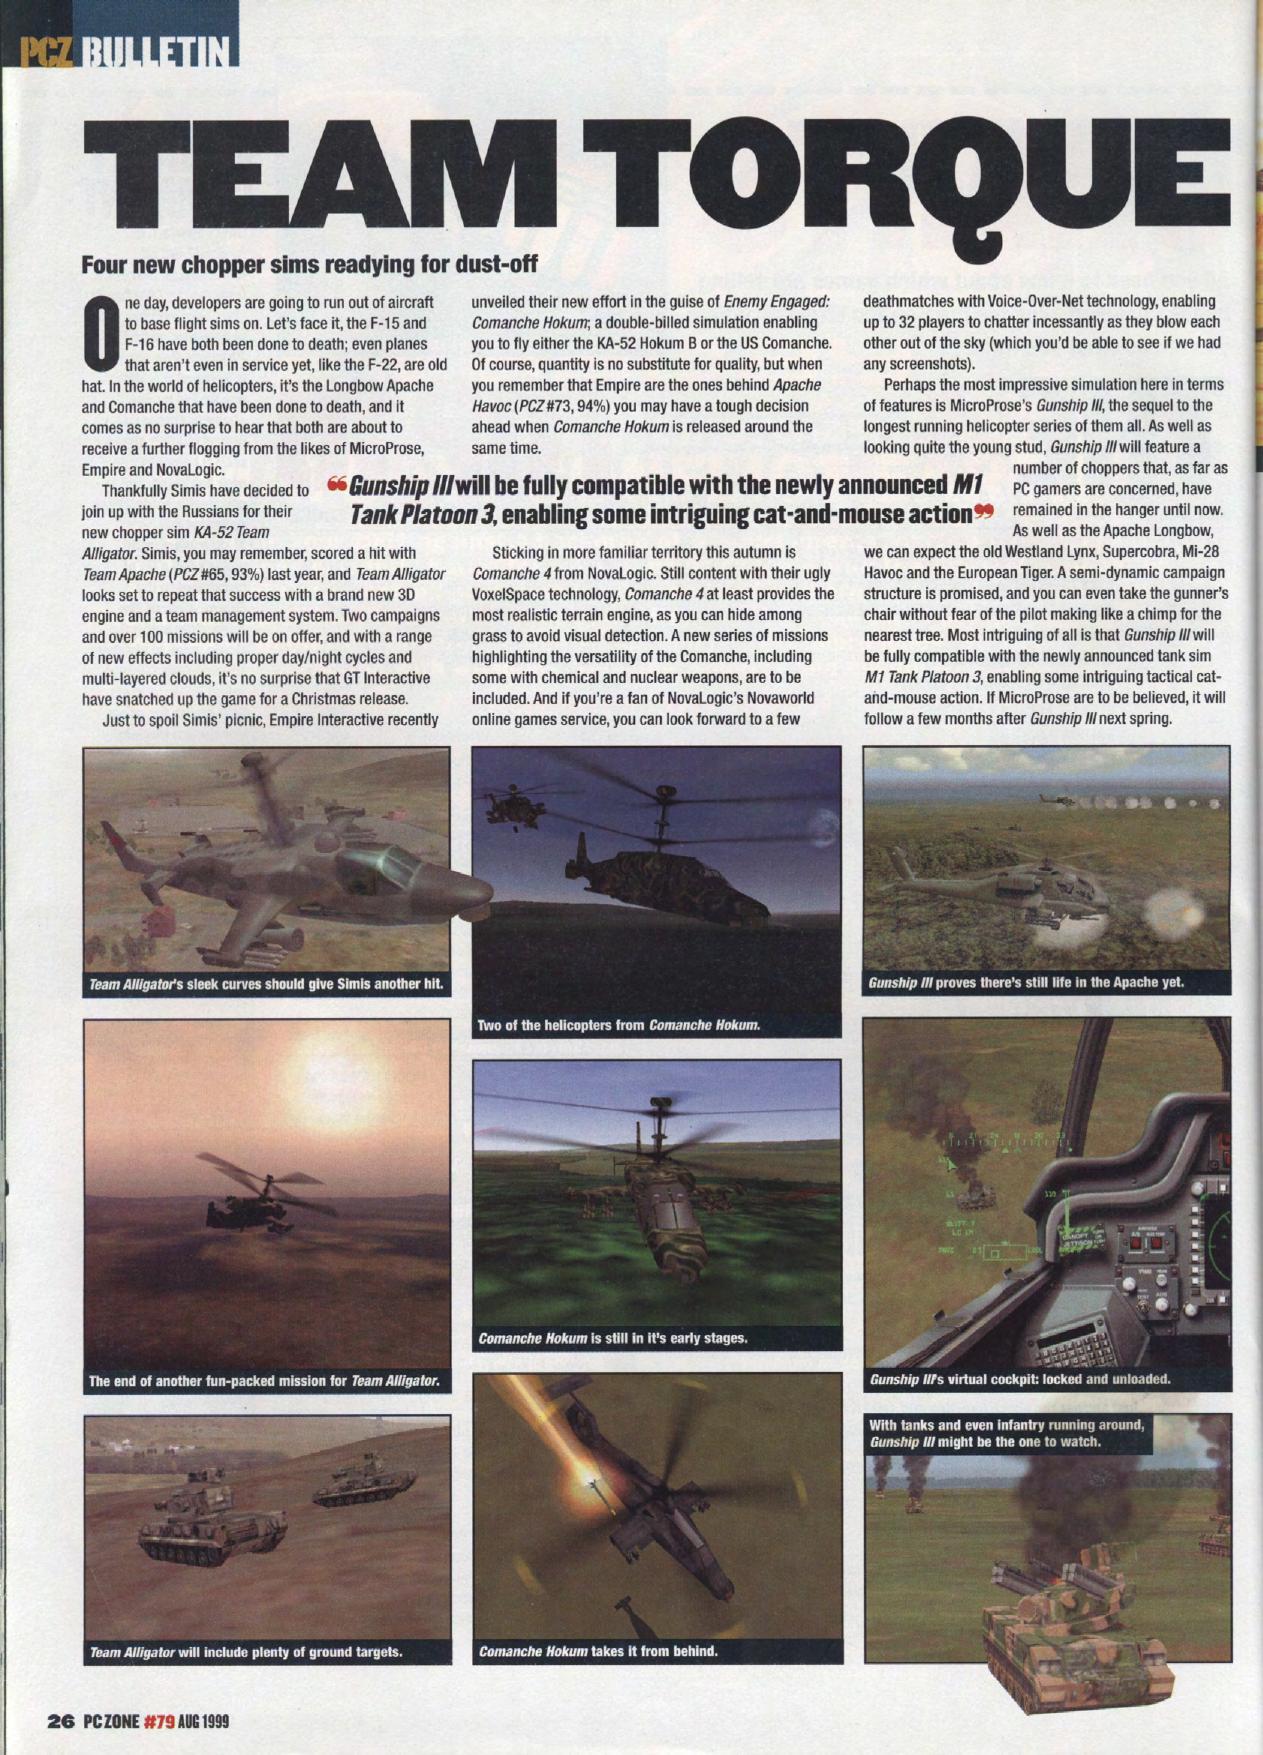 PCZ BULLETIN
TEAM TORQUE
Four new chopper sims readying for dust-off
One day, developers are going to run out of aircraft
to base flight sims on. Let's face it, the F-15 and
F-16 have both been done to death; even planes
that aren't even in service yet, like the F-22, are old
hat. In the world of helicopters, it's the Longbow Apache
and Comanche that have been done to death, and it
comes as no surprise to hear that both are about to
receive a further flogging from the likes of MicroProse,
Empire and NovaLogic.
Thankfully Simis have decided to
join up with the Russians for their
new chopper sim KA-52 Team
Alligator. Simis, you may remember, scored a hit with
Team Apache (PCZ #65, 93%) last year, and Team Alligator
looks set to repeat that success with a brand new 3D
engine and a team management system. Two campaigns
and over 100 missions will be on offer, and with a range
of new effects including proper day/night cycles and
multi-layered clouds, it's no surprise that GT Interactive
have snatched up the game for a Christmas release.
Just to spoil Simis' picnic, Empire Interactive recently
unveiled their new effort in the guise of Enemy Engaged:
Comanche Hokum; a double-billed simulation enabling
you to fly either the KA-52 Hokum B or the US Comanche.
Of course, quantity is no substitute for quality, but when
you remember that Empire are the ones behind Apache
Havoc (PCZ #73, 94%) you may have a tough decision
ahead when Comanche Hokum is released around the
same time.
“Gunship III will be fully compatible with the newly announced M1
Tank Platoon 3, enabling some intriguing cat-and-mouse action”
Sticking in more familiar territory this autumn is
Comanche 4 from NovaLogic. Still content with their ugly
VoxelSpace technology, Comanche 4 at least provides the
most realistic terrain engine, as you can hide among
grass to avoid visual detection. A new series of missions
highlighting the versatility of the Comanche, including
some with chemical and nuclear weapons, are to be
included. And if you're a fan of NovaLogic's Novaworld
online games service, you can look forward to a few
deathmatches with Voice-Over-Net technology, enabling
up to 32 players to chatter incessantly as they blow each
other out of the sky (which you'd be able to see if we had
any screenshots).
Perhaps the most impressive simulation here in terms
of features is MicroProse's Gunship III, the sequel to the
longest running helicopter series of them all. As well as
looking quite the young stud, Gunship III will feature a
number of choppers that, as far as
PC gamers are concerned, have
remained in the hanger until now.
As well as the Apache Longbow,
we can expect the old Westland Lynx, Supercobra, Mi-28
Havoc and the European Tiger. A semi-dynamic campaign
structure is promised, and you can even take the gunner's
chair without fear of the pilot making like a chimp for the
nearest tree. Most intriguing of all is that Gunship III will
be fully compatible with the newly announced tank sim
M1 Tank Platoon 3, enabling some intriguing tactical cat-
and-mouse action. If MicroProse are to be believed, it will
follow a few months after Gunship III next spring.
Team Alligator's sleek curves should give Simis another hit.
Two of the helicopters from Comanche Hokum.
Gunship III proves there's still life in the Apache yet.
The end of another fun-packed mission for Team Alligator.
Comanche Hokum is still in it's early stages.
Gunship III's virtual cockpit: locked and unloaded.
Team Alligator will include plenty of ground targets.
Comanche Hokum takes it from behind.
With tanks and even infantry running around,
Gunship III might be the one to watch.
26 PC ZONE #79 AUG 1999